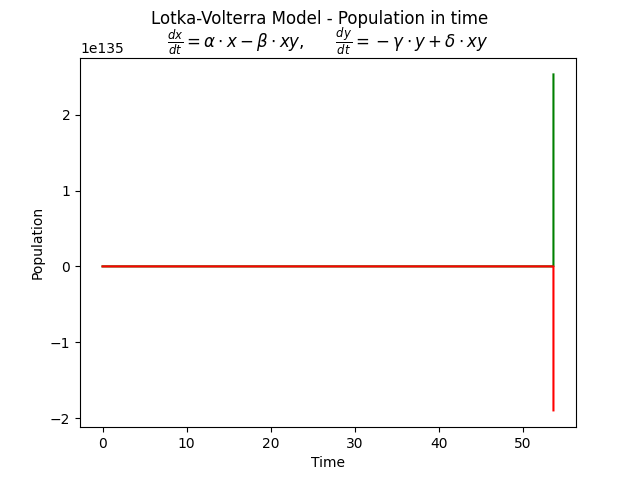 Lotka-Volterra Model - Population in time
dx/dt = α · x − β · xy, dy/dt = −γ · y + δ · xy
1e135
2
1
0
−1
−2
Population
0 10 20 30 40 50
Time